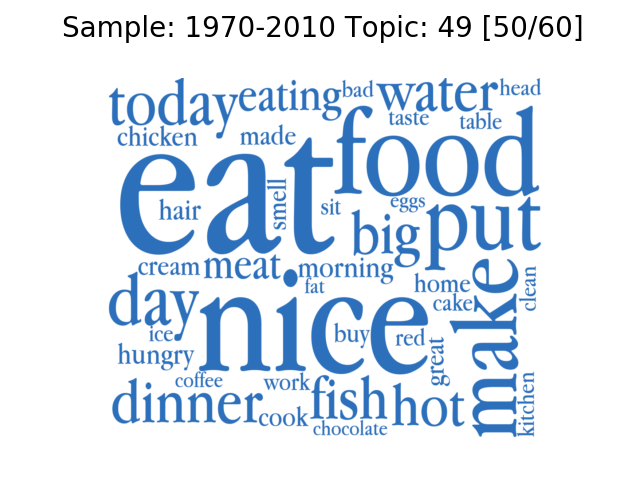 Sample: 1970-2010 Topic: 49 [50/60]
today eating bad water head
chicken made taste table
eat food
hair smell sit eggs
big put
cream meat morning
fat home clean
day nice cake make
ice buy red
hungry great
coffee work
dinner cook fish hot kitchen
chocolate